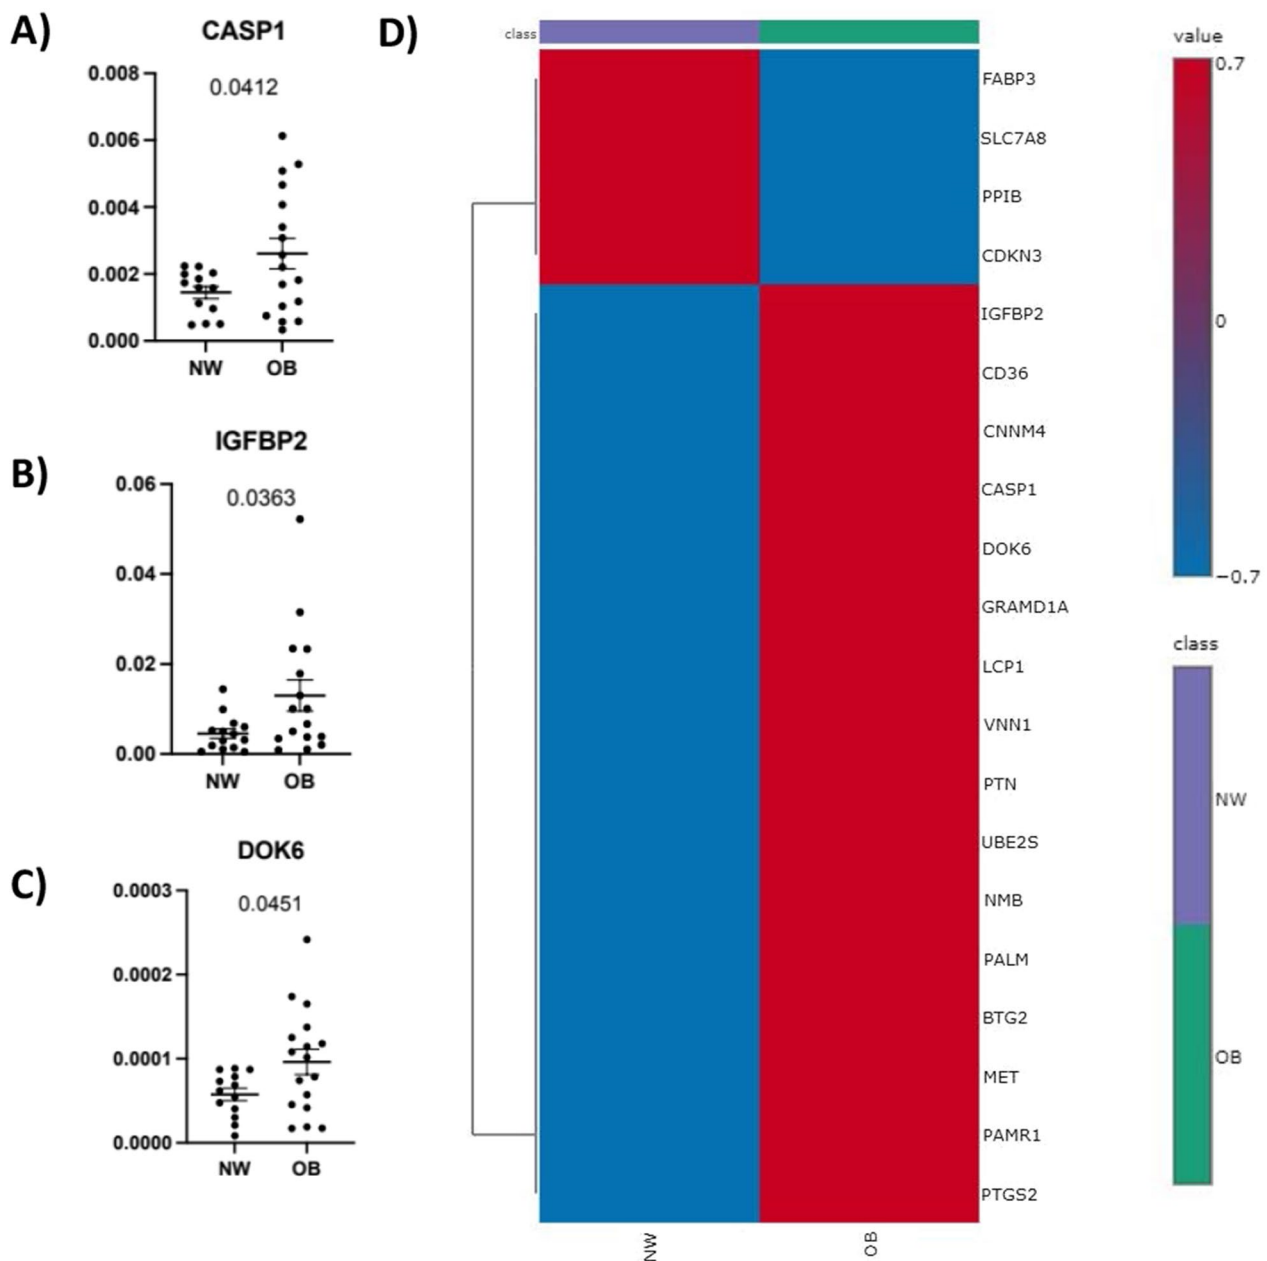 A)
CASP1
0.0412
0.008
0.006
0.004
0.002
0.000
NW OB
B)
IGFBP2
0.0363
0.06
0.04
0.02
0.00
NW OB
C)
DOK6
0.0451
0.0003
0.0002
0.0001
0.0000
NW OB
D)
class
FABP3
SLC7A8
PPIB
CDKN3
IGFBP2
CD36
CNNM4
CASP1
DOK6
GRAMD1A
LCP1
VNN1
PTN
UBE2S
NMB
PALM
BTG2
MET
PAMR1
PTGS2
NW OB
value
0.7
0
−0.7
class
NW
OB